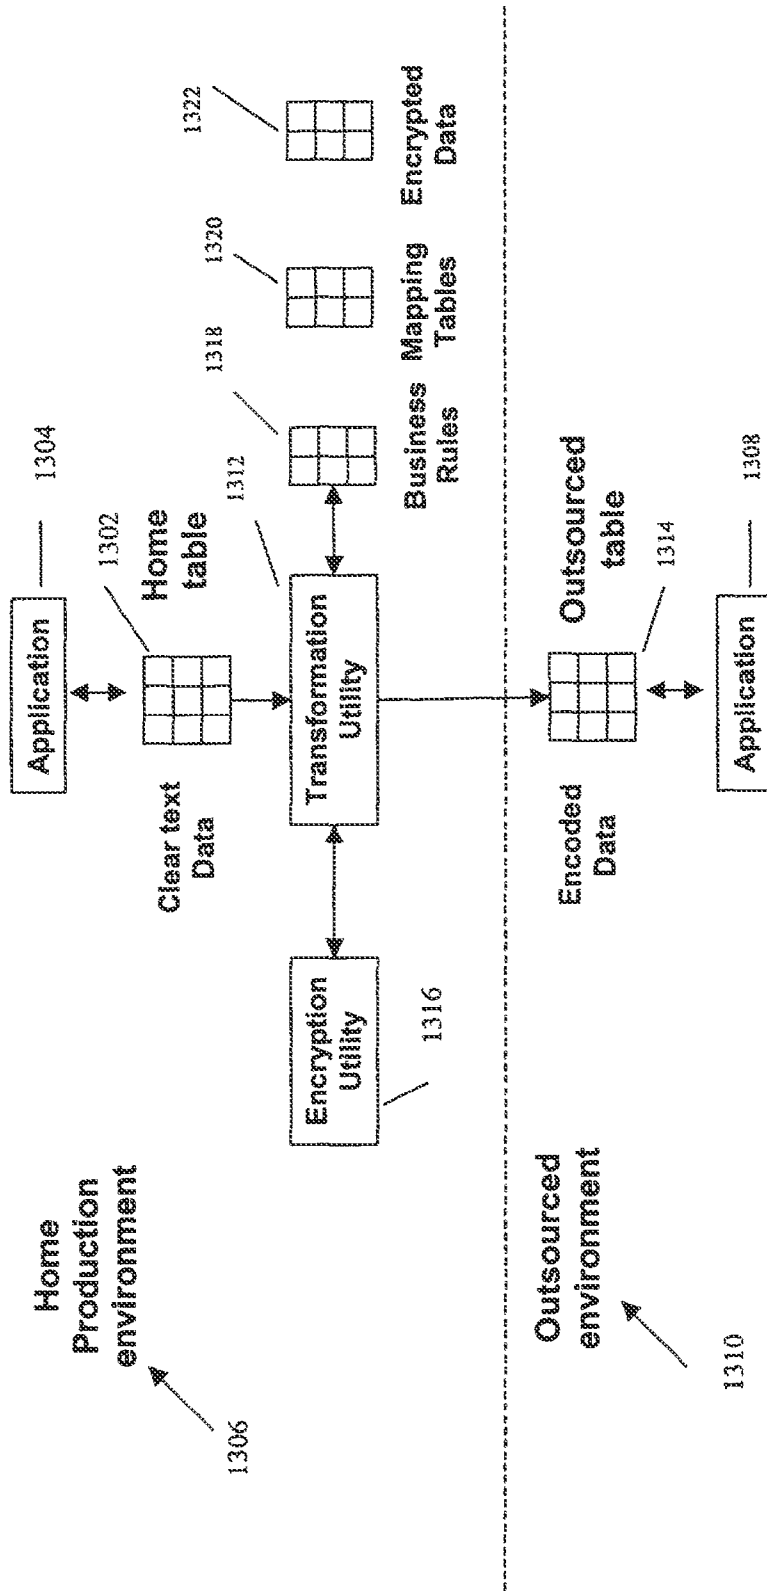 Home
Production
environment
1306
Application
1304
Clear text
Data
1302
Home
table
Encryption
Utility
1316
Transformation
Utility
1312
1318
Business
Rules
1320
Mapping
Tables
1322
Encrypted
Data
Outsourced
environment
1310
Encoded
Data
Outsourced
table
1314
Application
1308